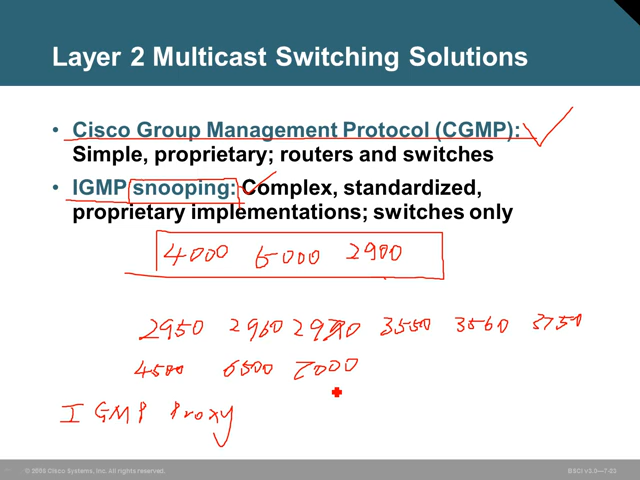 Layer 2 Multicast Switching Solutions
• Cisco Group Management Protocol (CGMP):
Simple, proprietary; routers and switches
• IGMP snooping: Complex, standardized,
proprietary implementations; switches only
4000 6000 2900
2950 2960 2970 3550 3560 3750
4500 6500 7000
IGMP Proxy
© 2006 Cisco Systems, Inc. All rights reserved.
BSCI v3.0—7-23